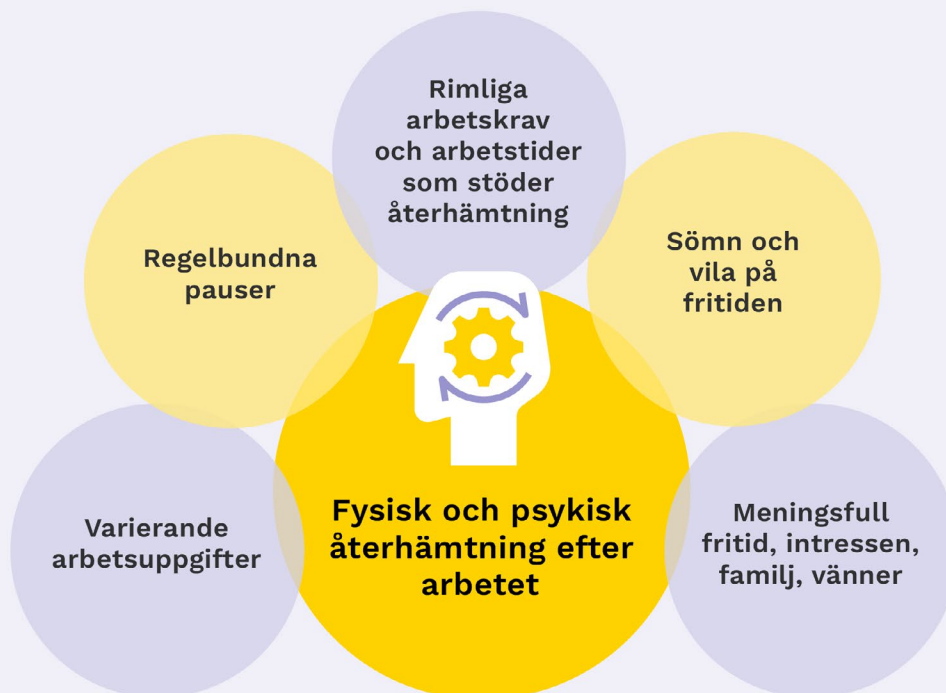 Rimliga
arbetskrav
och arbetstider
som stöder
återhämtning
Regelbundna
pauser
Sömn och
vila på
fritiden
Varierande
arbetsuppgifter
Fysisk och psykisk
återhämtning efter
arbetet
Meningsfull
fritid, intressen,
familj, vänner